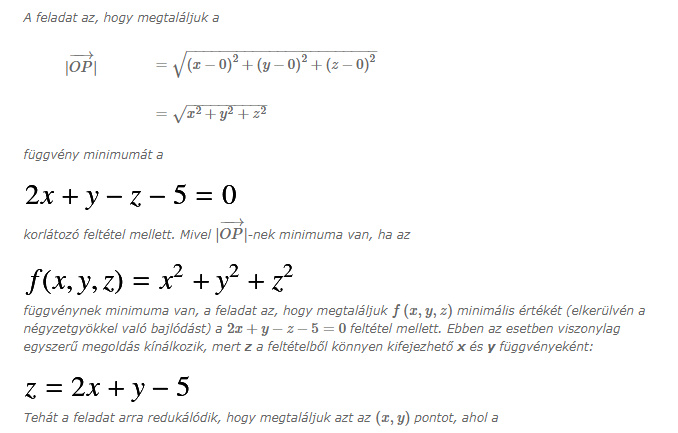 A feladat az, hogy megtaláljuk a
|OP→| = √((x − 0)² + (y − 0)² + (z − 0)²)
= √(x² + y² + z²)
függvény minimumát a
2x + y − z − 5 = 0
korlátozó feltétel mellett. Mivel |OP→|-nek minimuma van, ha az
f(x, y, z) = x² + y² + z²
függvénynek minimuma van, a feladat az, hogy megtaláljuk f (x, y, z) minimális értékét (elkerülvén a
négyzetgyökkel való bajlódást) a 2x + y − z − 5 = 0 feltétel mellett. Ebben az esetben viszonylag
egyszerű megoldás kínálkozik, mert z a feltételből könnyen kifejezhető x és y függvényeként:
z = 2x + y − 5
Tehát a feladat arra redukálódik, hogy megtaláljuk azt az (x, y) pontot, ahol a